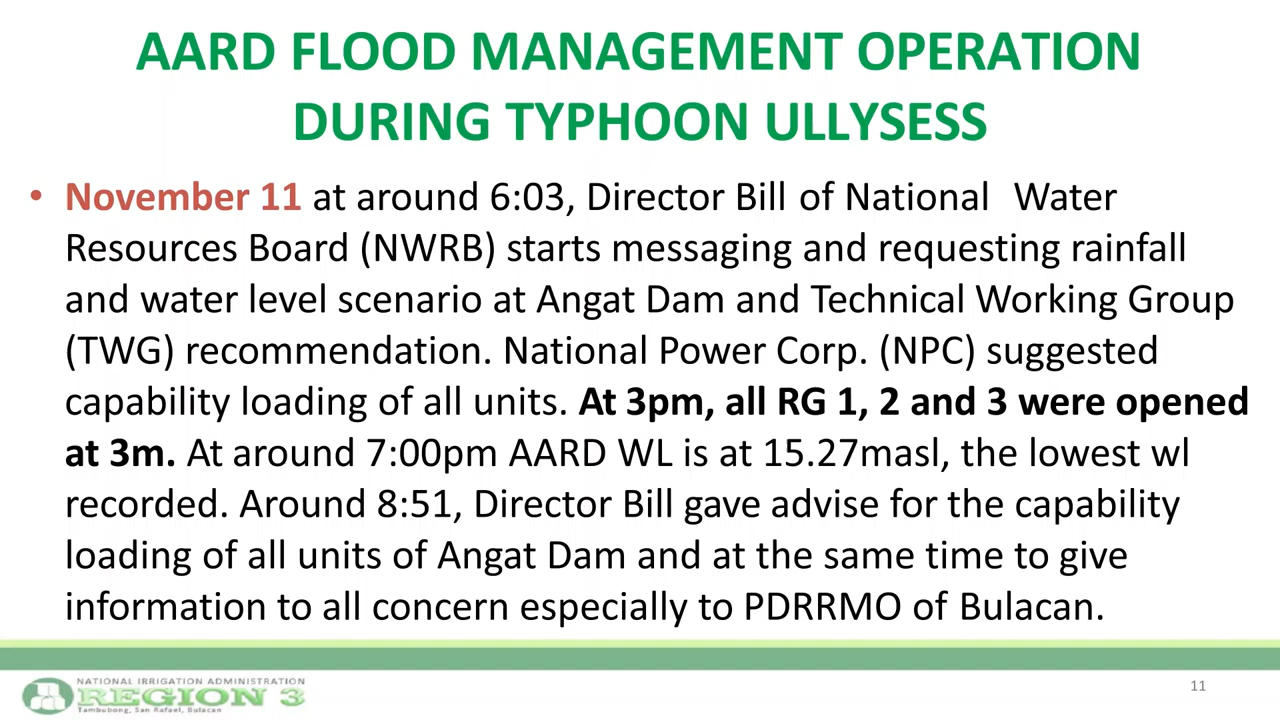 AARD FLOOD MANAGEMENT OPERATION
DURING TYPHOON ULLYSESS
• November 11 at around 6:03, Director Bill of National Water
Resources Board (NWRB) starts messaging and requesting rainfall
and water level scenario at Angat Dam and Technical Working Group
(TWG) recommendation. National Power Corp. (NPC) suggested
capability loading of all units. At 3pm, all RG 1, 2 and 3 were opened
at 3m. At around 7:00pm AARD WL is at 15.27masl, the lowest wl
recorded. Around 8:51, Director Bill gave advise for the capability
loading of all units of Angat Dam and at the same time to give
information to all concern especially to PDRRMO of Bulacan.
NATIONAL IRRIGATION ADMINISTRATION
REGION 3
Tambubong, San Rafael, Bulacan
11